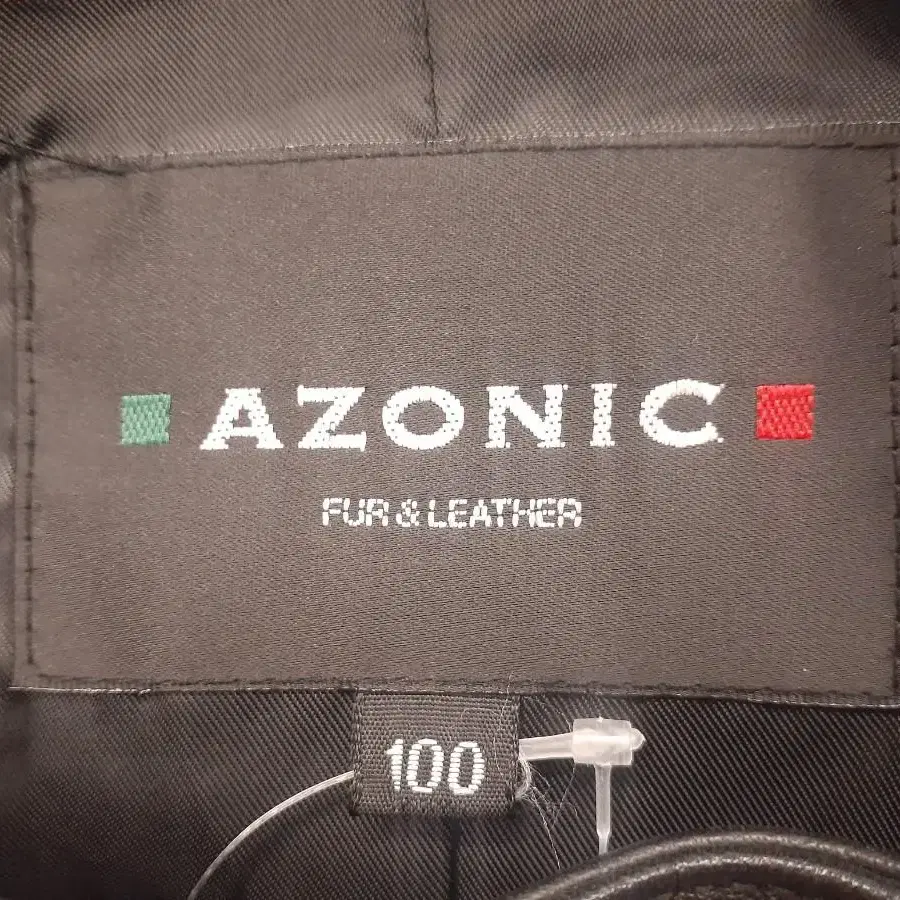 AZONIC
FUR & LEATHER
100